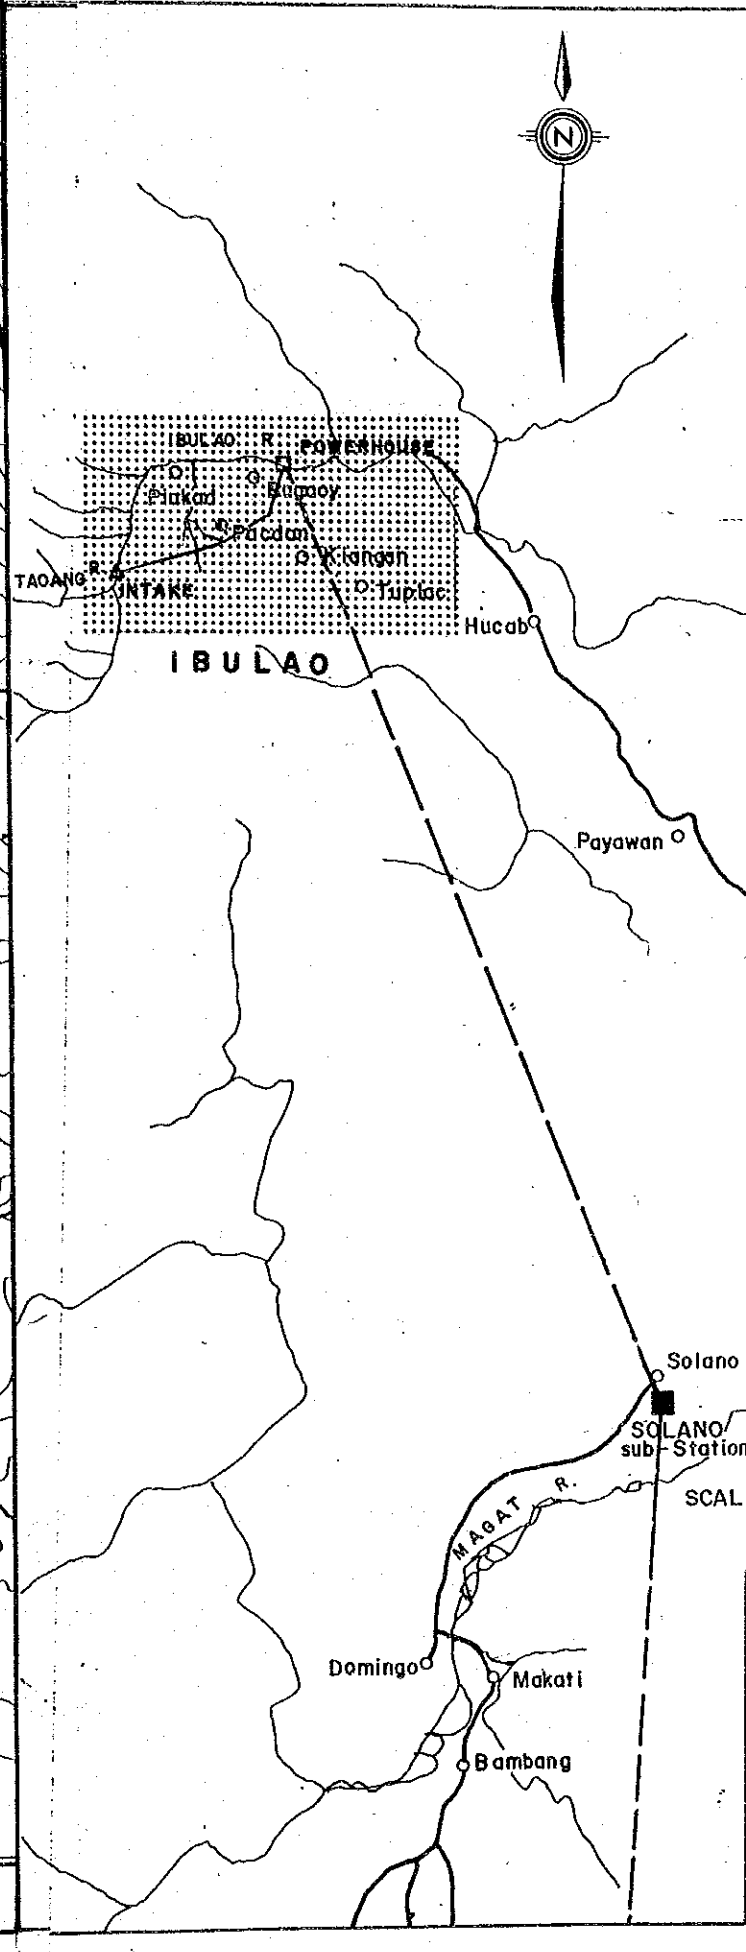 N
IBULAO R.
POWERHOUSE
Piakad
Bugaoy
Pacdan
Kiangan
TAOANG R.
INTAKE
Tuplac
Hucab
IBULAO
Payawan
Solano
SOLANO
sub-Station
SCAL
MAGAT R.
Domingo
Makati
Bambang